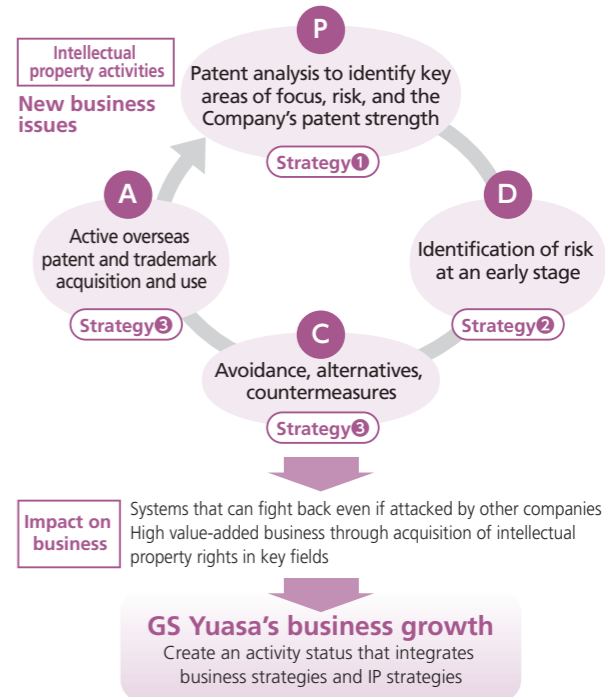 P
Intellectual
property activities
New business
issues
Patent analysis to identify key
areas of focus, risk, and the
Company's patent strength
Strategy❶
A
Active overseas
patent and trademark
acquisition and use
Strategy❸
D
Identification of risk
at an early stage
Strategy❷
C
Avoidance, alternatives,
countermeasures
Strategy❸
Impact on
business
Systems that can fight back even if attacked by other companies
High value-added business through acquisition of intellectual
property rights in key fields
GS Yuasa's business growth
Create an activity status that integrates
business strategies and IP strategies